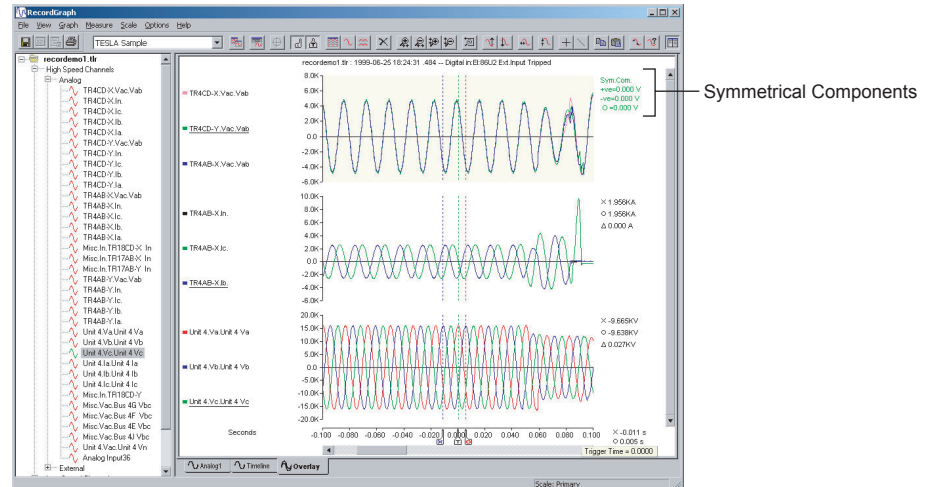 RecordGraph
File View Graph Measure Scale Options Help
TESLA Sample
recordemo1.tlr
High Speed Channels
Analog
TR4CD-X.Vac.Vab
TR4CD-X.In.
TR4CD-X.Ic.
TR4CD-X.Ib.
TR4CD-X.Ia.
TR4CD-Y.Vac.Vab
TR4CD-Y.In.
TR4CD-Y.Ic.
TR4CD-Y.Ib.
TR4CD-Y.Ia.
TR4AB-X.Vac.Vab
TR4AB-X.In.
TR4AB-X.Ic.
TR4AB-X.Ib.
TR4AB-X.Ia.
Misc.In.TR18CD-X In
Misc.In.TR17AB-X In
Misc.In.TR17AB-Y In
TR4AB-Y.Vac.Vab
TR4AB-Y.In.
TR4AB-Y.Ic.
TR4AB-Y.Ib.
TR4AB-Y.Ia.
Unit 4.Va.Unit 4 Va
Unit 4.Vb.Unit 4 Vb
Unit 4.Vc.Unit 4 Vc
Unit 4.Ia.Unit 4 Ia
Unit 4.Ib.Unit 4 Ib
Unit 4.Ic.Unit 4 Ic
Misc.In.TR18CD-Y
Misc.Vac.Bus 4G Vbc
Misc.Vac.Bus 4F Vbc
Misc.Vac.Bus 4E Vbc
Misc.Vac.Bus 4J Vbc
Unit 4.Vac.Unit 4 Vn
Analog Input36
External
recordemo1.tlr : 1999-06-25 18:24:31 .484 -- Digital in:El:86U2 Ext.Input Tripped
TR4CD-X.Vac.Vab
TR4CD-Y.Vac.Vab
TR4AB-X.Vac.Vab
8.0K
6.0K
4.0K
2.0K
0.0
-2.0K
-4.0K
-6.0K
Sym.Com.
+ve=0.000 V
-ve=0.000 V
O =0.000 V
Symmetrical Components
TR4AB-X.In.
TR4AB-X.Ic.
TR4AB-X.Ib.
10.0K
8.0K
6.0K
4.0K
2.0K
0.0
-2.0K
-4.0K
-6.0K
X 1.956KA
O 1.956KA
Δ 0.000 A
Unit 4.Va.Unit 4 Va
Unit 4.Vb.Unit 4 Vb
Unit 4.Vc.Unit 4 Vc
20.0K
15.0K
10.0K
5.0K
0.0
-5.0K
-10.0K
-15.0K
-20.0K
X -9.665KV
O -9.638KV
Δ 0.027KV
Seconds
-0.100 -0.080 -0.060 -0.040 -0.020 0.000 0.020 0.040 0.060 0.080 0.100
X -0.011 s
O 0.005 s
Trigger Time = 0.0000
Analog1 Timeline Overlay
Scale: Primary